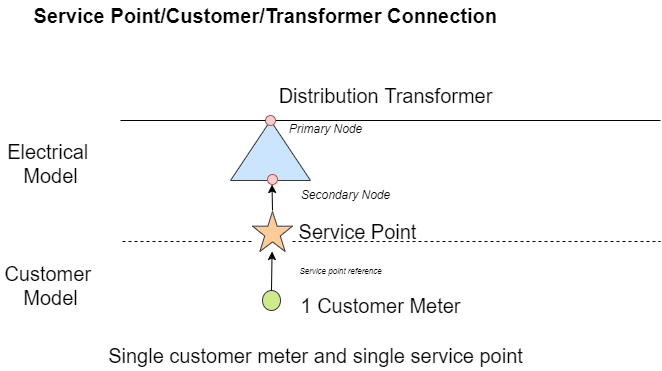 Service Point/Customer/Transformer Connection
Distribution Transformer
Primary Node
Electrical
Model
Secondary Node
Service Point
Customer
Model
Service point reference
1 Customer Meter
Single customer meter and single service point